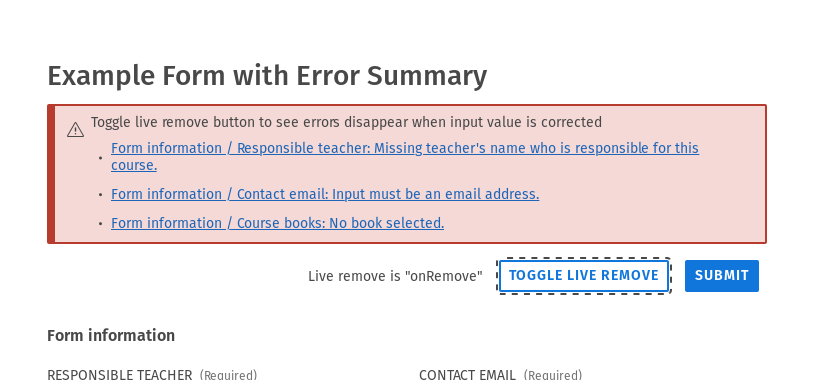 Example Form with Error Summary
Toggle live remove button to see errors disappear when input value is corrected
Form information / Responsible teacher: Missing teacher's name who is responsible for this
course.
Form information / Contact email: Input must be an email address.
Form information / Course books: No book selected.
Live remove is "onRemove" TOGGLE LIVE REMOVE SUBMIT
Form information
RESPONSIBLE TEACHER (Required) CONTACT EMAIL (Required)